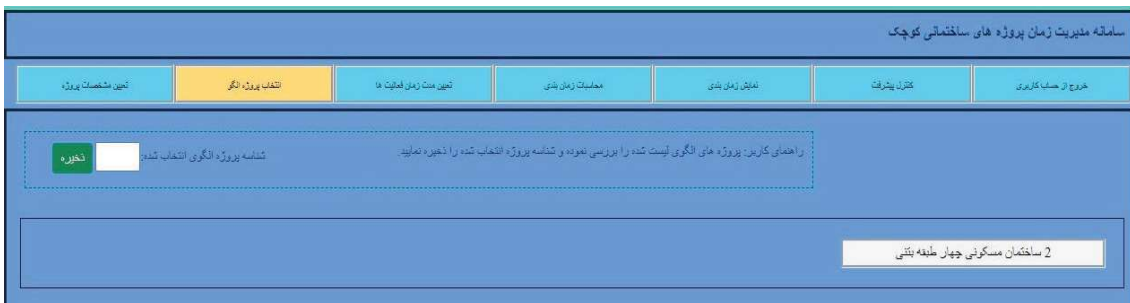 سامانه مدیریت زمان پروژه های ساختمانی کوچک
خروج از حساب کاربری
کنترل پیشرفت
نمایش زمان بندی
محاسبات زمان بندی
تعیین مدت زمان فعالیت ها
انتخاب پروژه الگو
تعیین مشخصات پروژه
راهنمای کاربر: پروژه های الگوی لیست شده را بررسی نموده و شناسه پروژه انتخاب شده را ذخیره نمایید.
شناسه پروژه الگوی انتخاب شده:
ذخیره
2 ساختمان مسکونی چهار طبقه بتنی